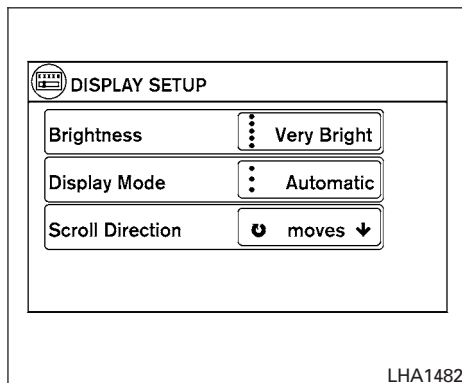 DISPLAY SETUP
Brightness Very Bright
Display Mode Automatic
Scroll Direction moves
LHA1482